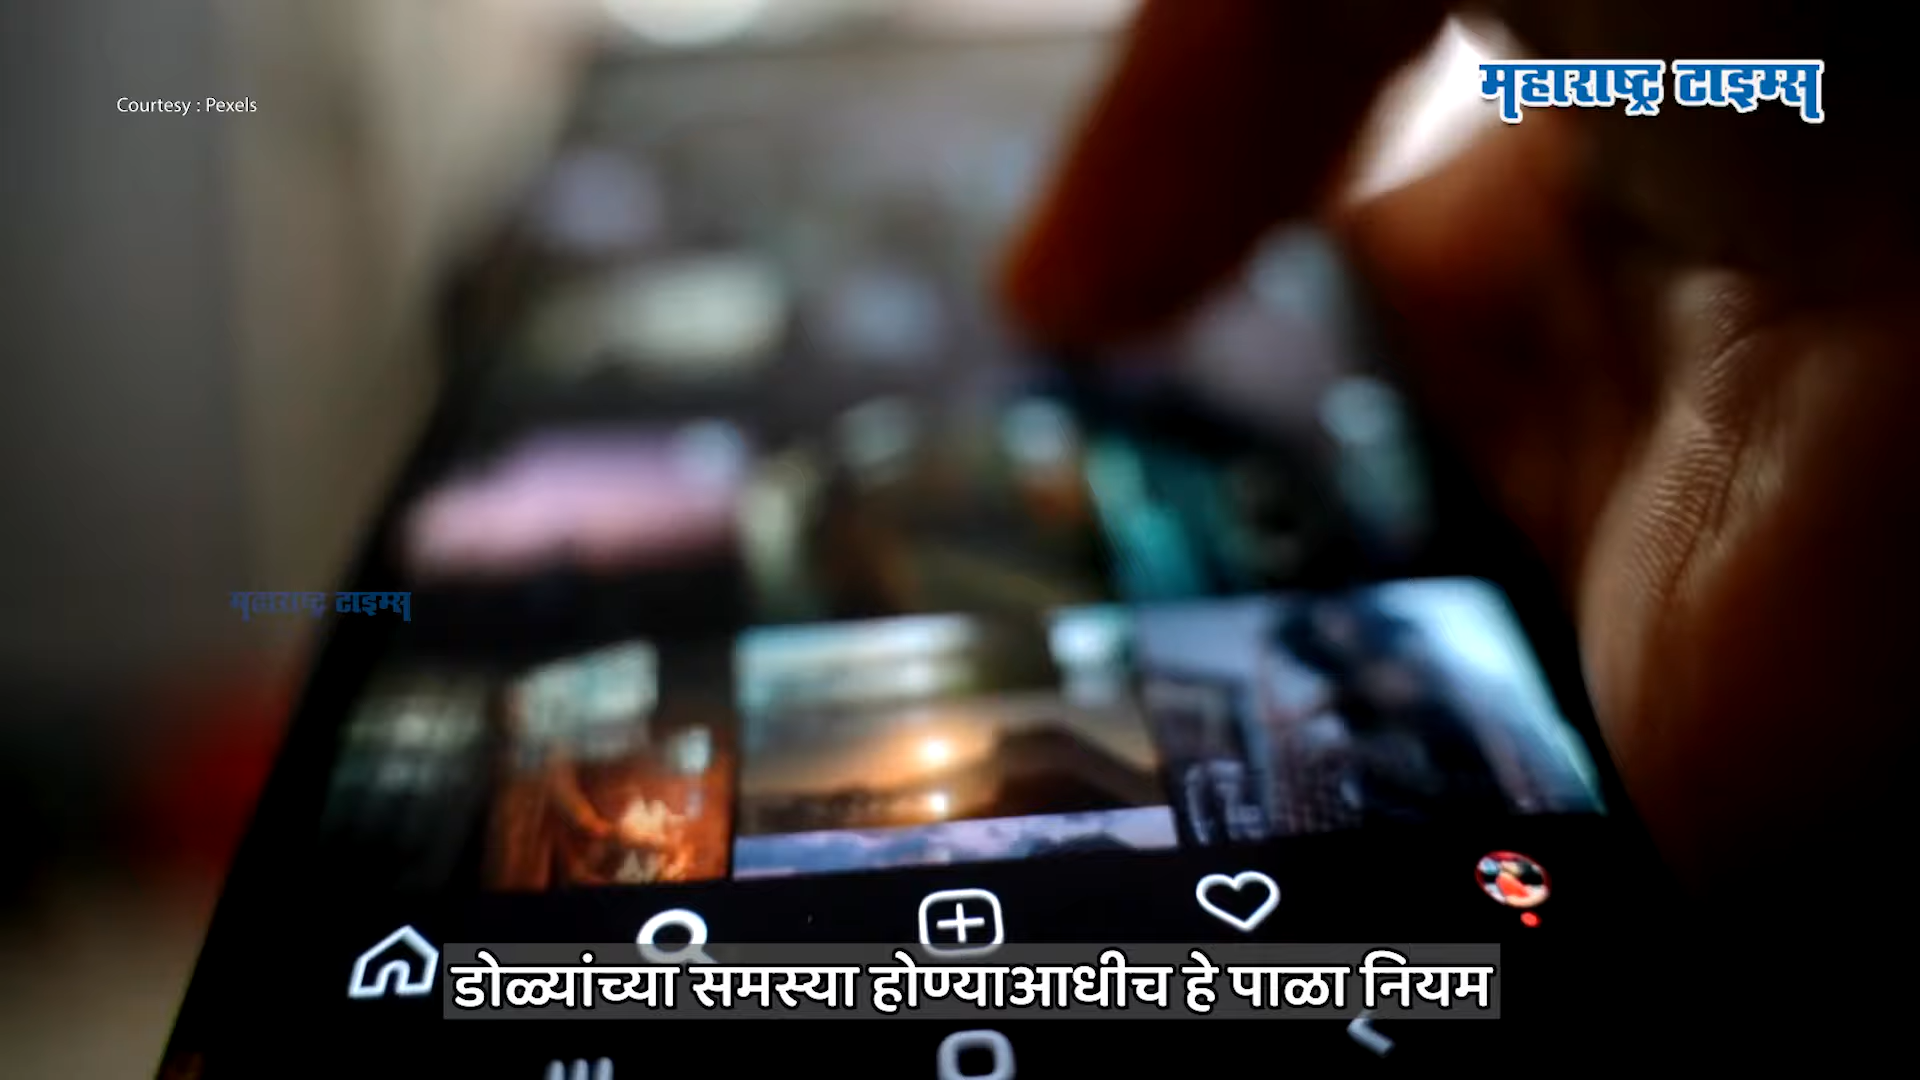 Courtesy : Pexels
महाराष्ट्र टाइम्स
महाराष्ट्र टाइम्स
डोळ्यांच्या समस्या होण्याआधीच हे पाळा नियम